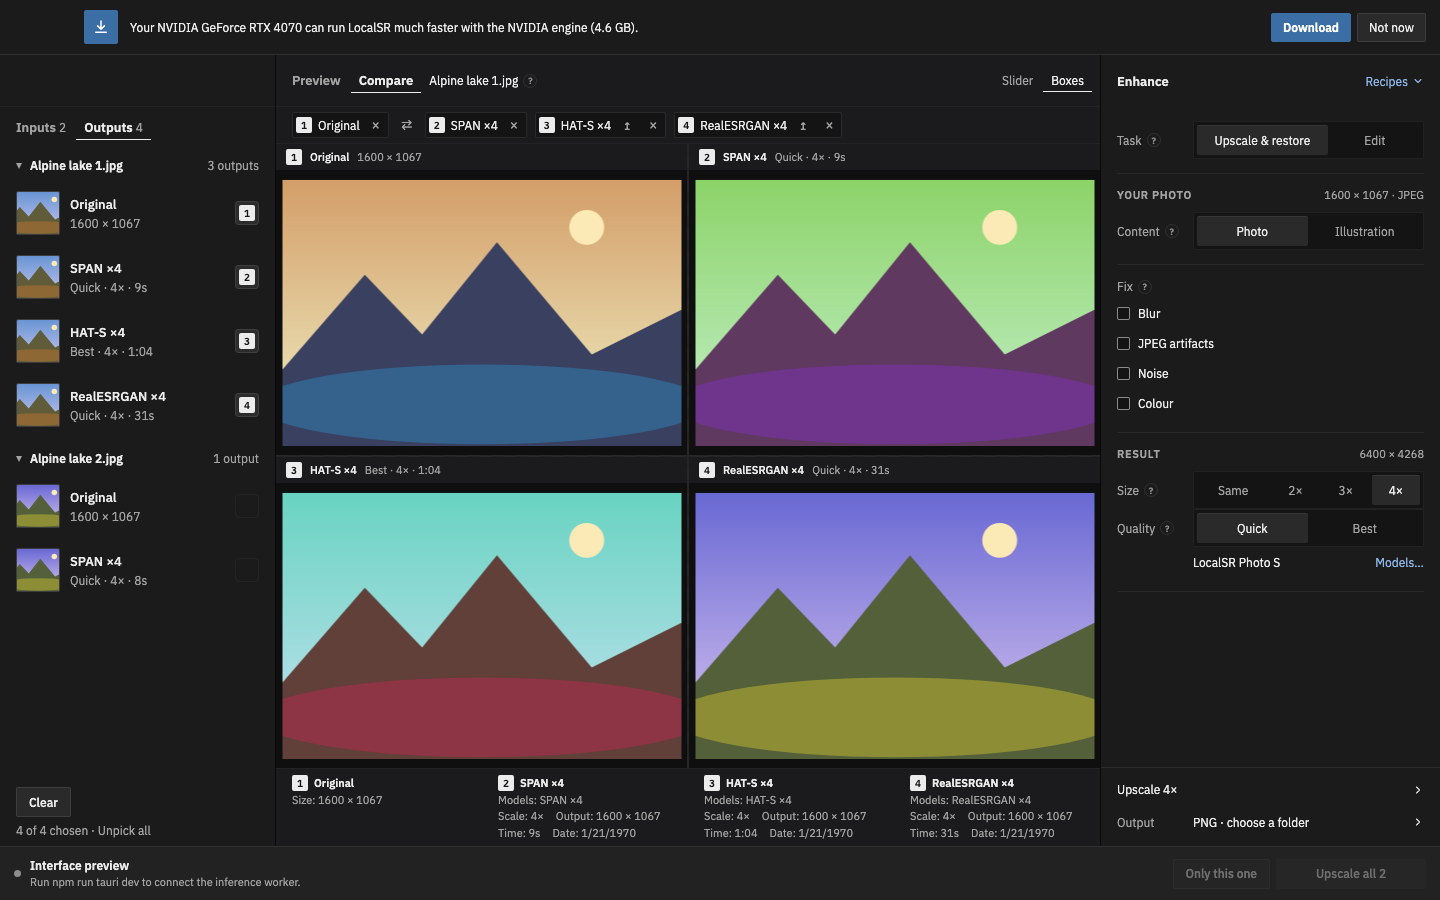 Your NVIDIA GeForce RTX 4070 can run LocalSR much faster with the NVIDIA engine (4.6 GB).
Download
Not now
Inputs 2
Outputs 4
Alpine lake 1.jpg
3 outputs
Original
1600 × 1067
1
SPAN ×4
Quick · 4× · 9s
2
HAT-S ×4
Best · 4× · 1:04
3
RealESRGAN ×4
Quick · 4× · 31s
4
Alpine lake 2.jpg
1 output
Original
1600 × 1067
SPAN ×4
Quick · 4× · 8s
Clear
4 of 4 chosen · Unpick all
Preview
Compare
Alpine lake 1.jpg
?
Slider
Boxes
1 Original ×
⇄
2 SPAN ×4 ×
3 HAT-S ×4 ↥ ×
4 RealESRGAN ×4 ↥ ×
1 Original 1600 × 1067
2 SPAN ×4 Quick · 4× · 9s
3 HAT-S ×4 Best · 4× · 1:04
4 RealESRGAN ×4 Quick · 4× · 31s
1 Original
Size: 1600 × 1067
2 SPAN ×4
Models: SPAN ×4
Scale: 4× Output: 1600 × 1067
Time: 9s Date: 1/21/1970
3 HAT-S ×4
Models: HAT-S ×4
Scale: 4× Output: 1600 × 1067
Time: 1:04 Date: 1/21/1970
4 RealESRGAN ×4
Models: RealESRGAN ×4
Scale: 4× Output: 1600 × 1067
Time: 31s Date: 1/21/1970
Enhance
Recipes
Task ?
Upscale & restore
Edit
YOUR PHOTO
1600 × 1067 · JPEG
Content ?
Photo
Illustration
Fix ?
Blur
JPEG artifacts
Noise
Colour
RESULT
6400 × 4268
Size ?
Same
2×
3×
4×
Quality ?
Quick
Best
LocalSR Photo S
Models...
Upscale 4×
Output
PNG · choose a folder
Interface preview
Run npm run tauri dev to connect the inference worker.
Only this one
Upscale all 2